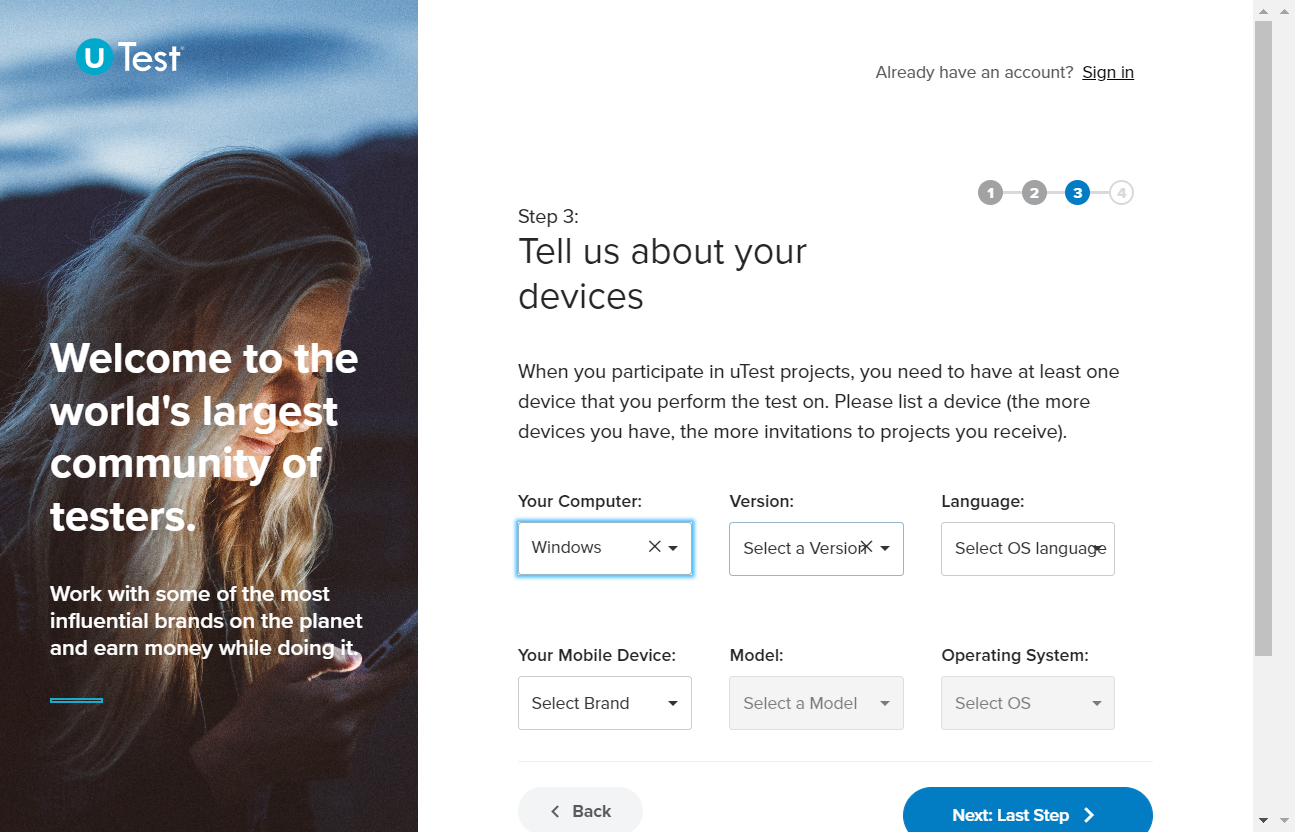 U Test
Already have an account? Sign in
1 2 3 4
Step 3:
Tell us about your
devices
Welcome to the
world's largest
community of
testers.
Work with some of the most
influential brands on the planet
and earn money while doing it.
When you participate in uTest projects, you need to have at least one
device that you perform the test on. Please list a device (the more
devices you have, the more invitations to projects you receive).
Your Computer: Version: Language:
Windows Select a Version Select OS language
Your Mobile Device: Model: Operating System:
Select Brand Select a Model Select OS
Back Next: Last Step